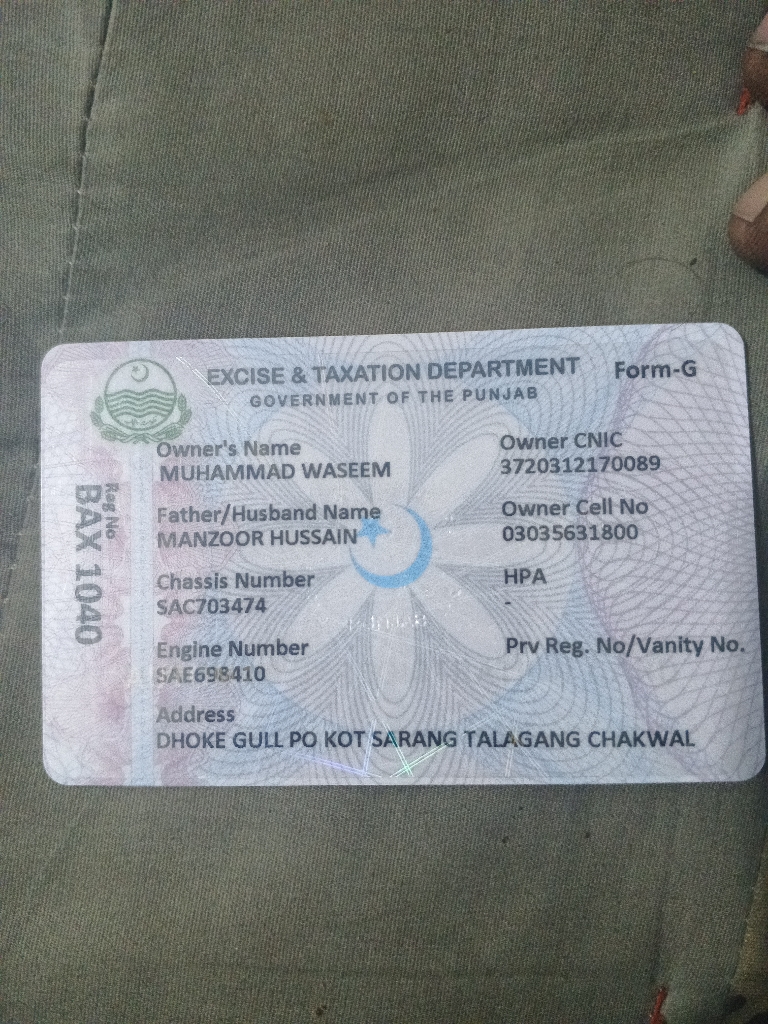 EXCISE & TAXATION DEPARTMENT Form-G
GOVERNMENT OF THE PUNJAB
Owner's Name Owner CNIC
MUHAMMAD WASEEM 3720312170089
Father/Husband Name Owner Cell No
MANZOOR HUSSAIN 03035631800
Chassis Number HPA
SAC703474 -
Engine Number Prv Reg. No/Vanity No.
SAE698410
Address
DHOKE GULL PO KOT SARANG TALAGANG CHAKWAL
Reg No
BAX 1040